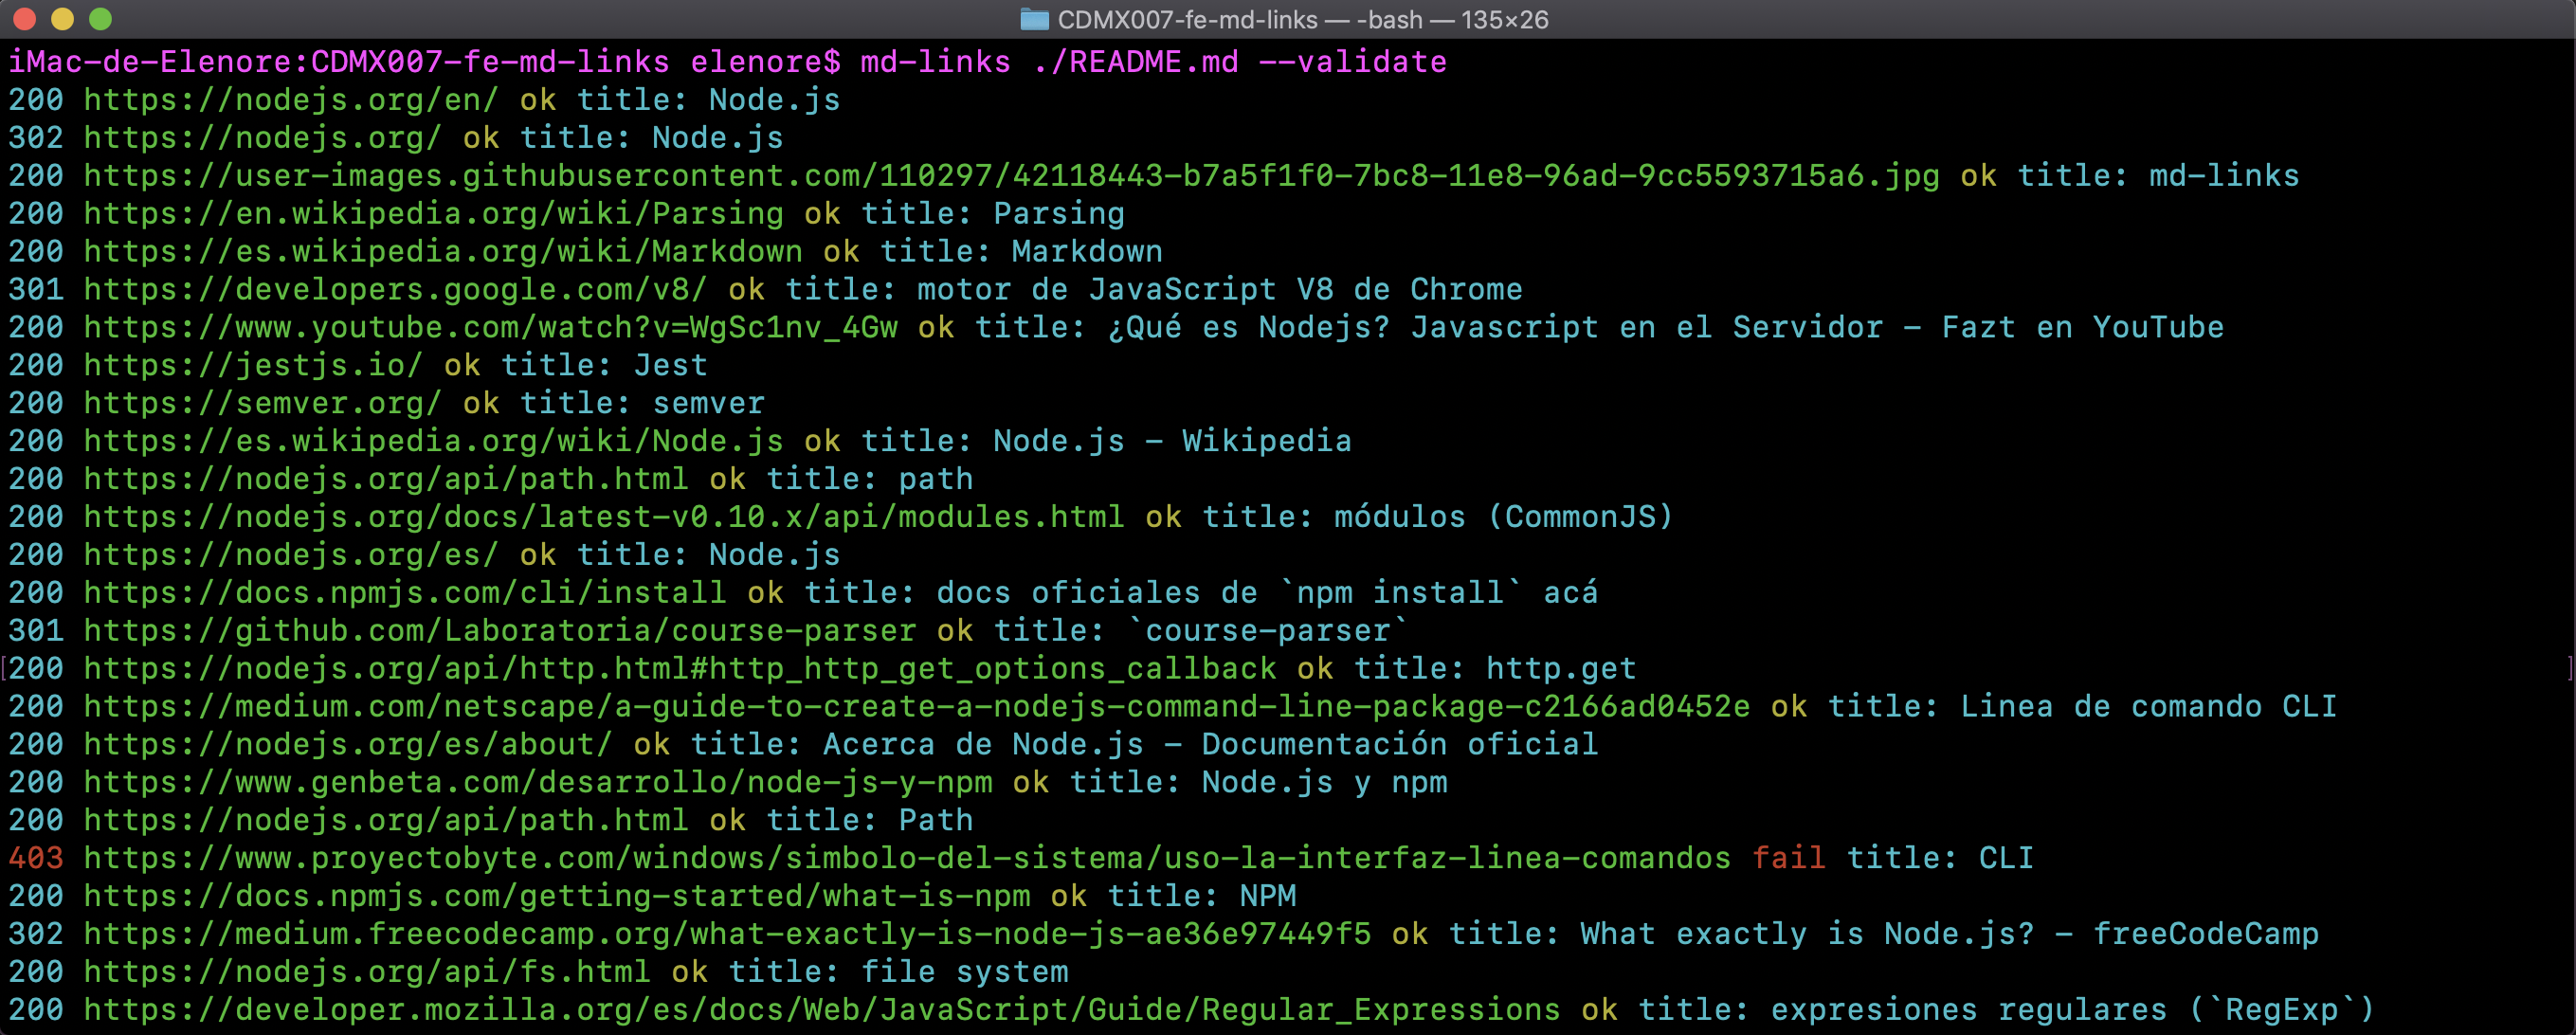 CDMX007-fe-md-links — -bash — 135×26
iMac-de-Elenore:CDMX007-fe-md-links elenore$ md-links ./README.md --validate
200 https://nodejs.org/en/ ok title: Node.js
302 https://nodejs.org/ ok title: Node.js
200 https://user-images.githubusercontent.com/110297/42118443-b7a5f1f0-7bc8-11e8-96ad-9cc5593715a6.jpg ok title: md-links
200 https://en.wikipedia.org/wiki/Parsing ok title: Parsing
200 https://es.wikipedia.org/wiki/Markdown ok title: Markdown
301 https://developers.google.com/v8/ ok title: motor de JavaScript V8 de Chrome
200 https://www.youtube.com/watch?v=WgSc1nv_4Gw ok title: ¿Qué es Nodejs? Javascript en el Servidor - Fazt en YouTube
200 https://jestjs.io/ ok title: Jest
200 https://semver.org/ ok title: semver
200 https://es.wikipedia.org/wiki/Node.js ok title: Node.js - Wikipedia
200 https://nodejs.org/api/path.html ok title: path
200 https://nodejs.org/docs/latest-v0.10.x/api/modules.html ok title: módulos (CommonJS)
200 https://nodejs.org/es/ ok title: Node.js
200 https://docs.npmjs.com/cli/install ok title: docs oficiales de `npm install` acá
301 https://github.com/Laboratoria/course-parser ok title: `course-parser`
[200 https://nodejs.org/api/http.html#http_http_get_options_callback ok title: http.get ]
200 https://medium.com/netscape/a-guide-to-create-a-nodejs-command-line-package-c2166ad0452e ok title: Linea de comando CLI
200 https://nodejs.org/es/about/ ok title: Acerca de Node.js - Documentación oficial
200 https://www.genbeta.com/desarrollo/node-js-y-npm ok title: Node.js y npm
200 https://nodejs.org/api/path.html ok title: Path
403 https://www.proyectobyte.com/windows/simbolo-del-sistema/uso-la-interfaz-linea-comandos fail title: CLI
200 https://docs.npmjs.com/getting-started/what-is-npm ok title: NPM
302 https://medium.freecodecamp.org/what-exactly-is-node-js-ae36e97449f5 ok title: What exactly is Node.js? - freeCodeCamp
200 https://nodejs.org/api/fs.html ok title: file system
200 https://developer.mozilla.org/es/docs/Web/JavaScript/Guide/Regular_Expressions ok title: expresiones regulares (`RegExp`)